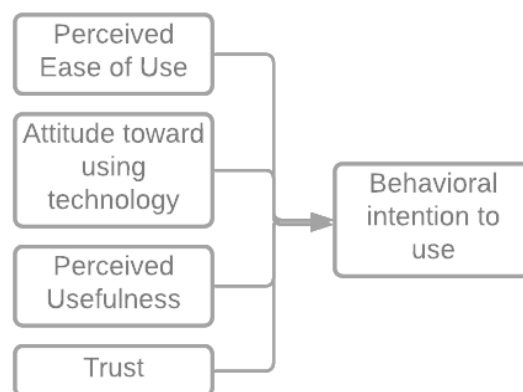 Perceived
Ease of Use
Attitude toward
using
technology
Perceived
Usefulness
Trust
Behavioral
intention to
use